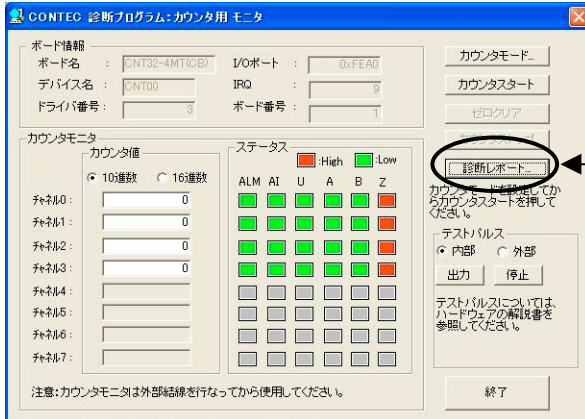 CONTEC 診断プログラム:カウンタ用 モニタ
ボード情報
ボード名 : CNT32-4MT(CB) I/Oポート : 0xFEA0
デバイス名 : CNT00 IRQ : 9
ドライバ番号 : 3 ボード番号 : 1
カウンタモード...
カウンタスタート
ゼロクリア
カウンタストップ
診断レポート...
カウンタモードを設定してか
らカウンタスタートを押して
ください。
カウンタモニタ
カウンタ値
10進数 16進数
チャネル0 : 0
チャネル1 : 0
チャネル2 : 0
チャネル3 : 0
チャネル4 :
チャネル5 :
チャネル6 :
チャネル7 :
ステータス
:High :Low
ALM AI U A B Z
テストパルス
内部 外部
出力 停止
テストパルスについては、
ハードウェアの解説書を
参照してください。
注意:カウンタモニタは外部結線を行なってから使用してください。
終了